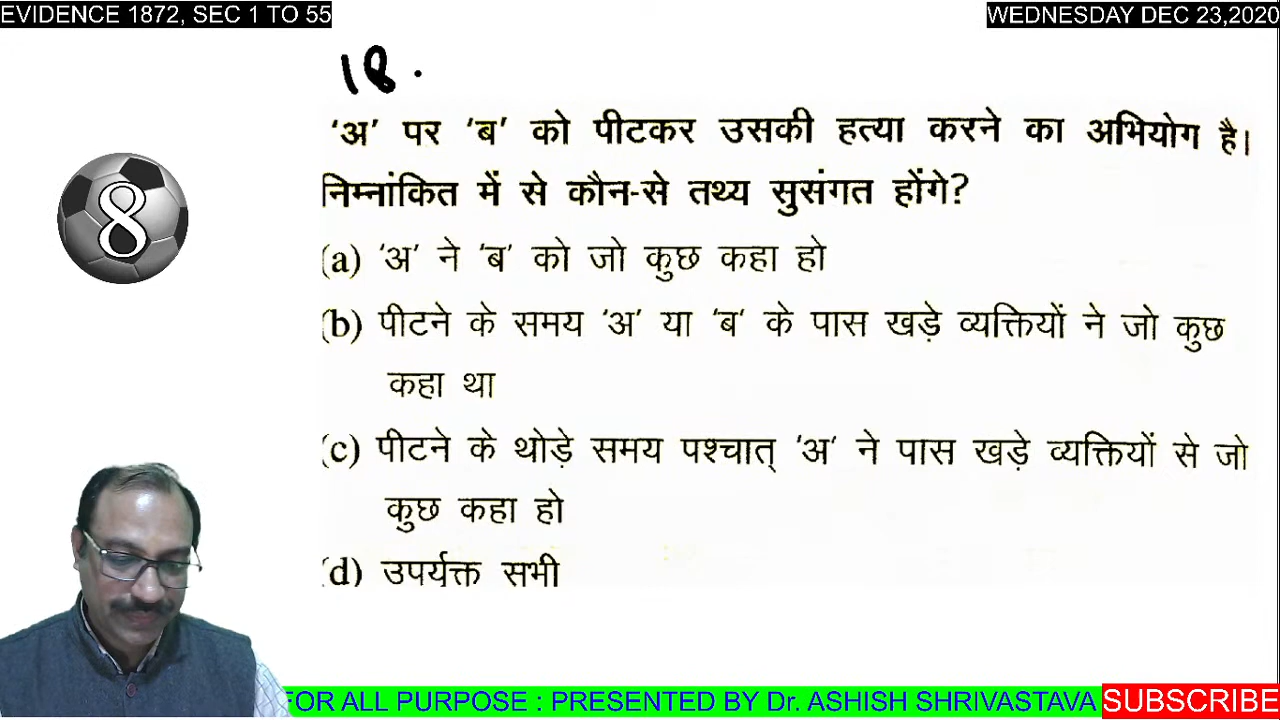 EVIDENCE 1872, SEC 1 TO 55
WEDNESDAY DEC 23,2020
18.
'अ' पर 'ब' को पीटकर उसकी हत्या करने का अभियोग है।
निम्नांकित में से कौन-से तथ्य सुसंगत होंगे?
8
(a) 'अ' ने 'ब' को जो कुछ कहा हो
(b) पीटने के समय 'अ' या 'ब' के पास खड़े व्यक्तियों ने जो कुछ
कहा था
(c) पीटने के थोड़े समय पश्चात् 'अ' ने पास खड़े व्यक्तियों से जो
कुछ कहा हो
(d) उपर्यक्त सभी
FOR ALL PURPOSE : PRESENTED BY Dr. ASHISH SHRIVASTAVA
SUBSCRIBE